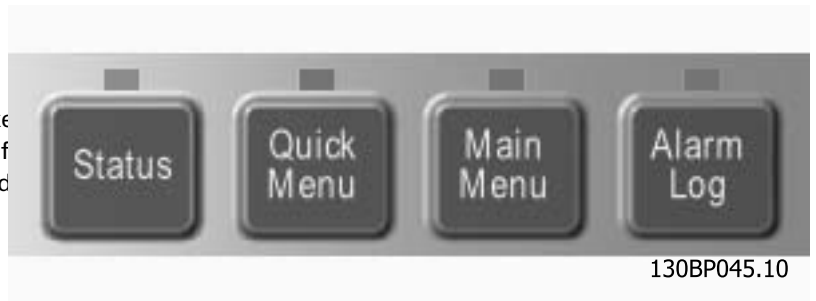 Status
Quick
Menu
Main
Menu
Alarm
Log
130BP045.10